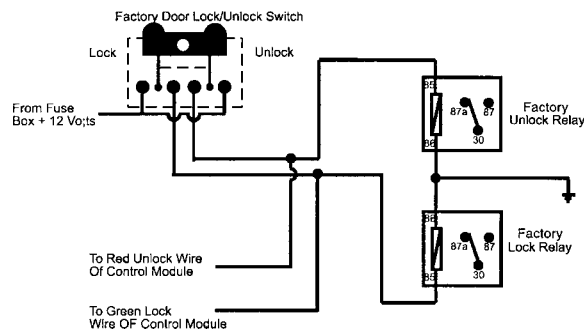 Factory Door Lock/Unlock Switch
Lock
Unlock
From Fuse
Box + 12 Vo;ts
85
87a
87
86
30
Factory
Unlock Relay
86
87a
87
85
30
Factory
Lock Relay
To Red Unlock Wire
Of Control Module
To Green Lock
Wire OF Control Module